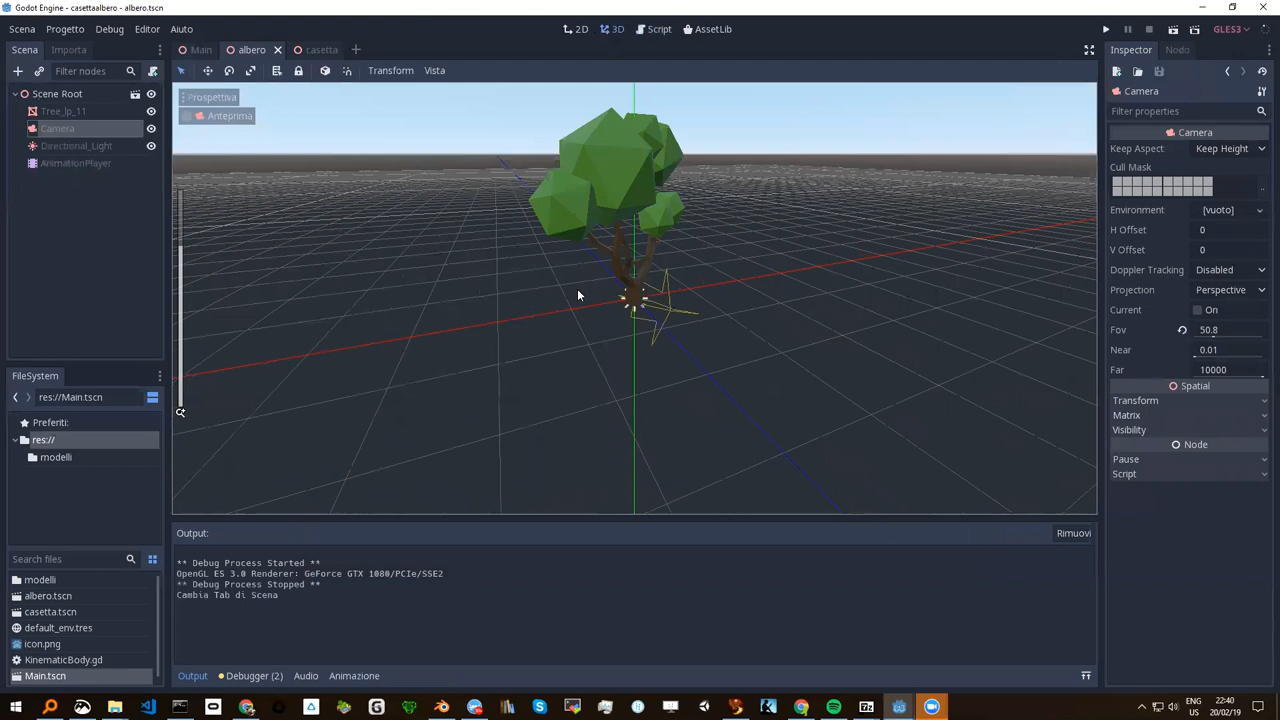 Godot Engine - casettaalbero - albero.tscn
Scena Progetto Debug Editor Aiuto
2D 3D Script AssetLib
GLES3
Scena Importa
Main albero casetta
Inspector Nodo
Filter nodes
Transform Vista
Scene Root
Tree_lp_11
Camera
Directional_Light
AnimationPlayer
Prospettiva
Anteprima
Camera
Filter properties
Camera
Keep Aspect Keep Height
Cull Mask
..
Environment [vuoto]
H Offset 0
V Offset 0
Doppler Tracking Disabled
Projection Perspective
Current On
Fov 50.8
Near 0.01
Far 10000
Spatial
Transform
Matrix
Visibility
Node
Pause
Script
FileSystem
res://Main.tscn
Preferiti:
res://
modelli
Search files
modelli
albero.tscn
casetta.tscn
default_env.tres
icon.png
KinematicBody.gd
Main.tscn
Output: Rimuovi
** Debug Process Started **
OpenGL ES 3.0 Renderer: GeForce GTX 1080/PCIe/SSE2
** Debug Process Stopped **
Cambia Tab di Scena
Output Debugger (2) Audio Animazione
ENG
US
22:40
20/02/19